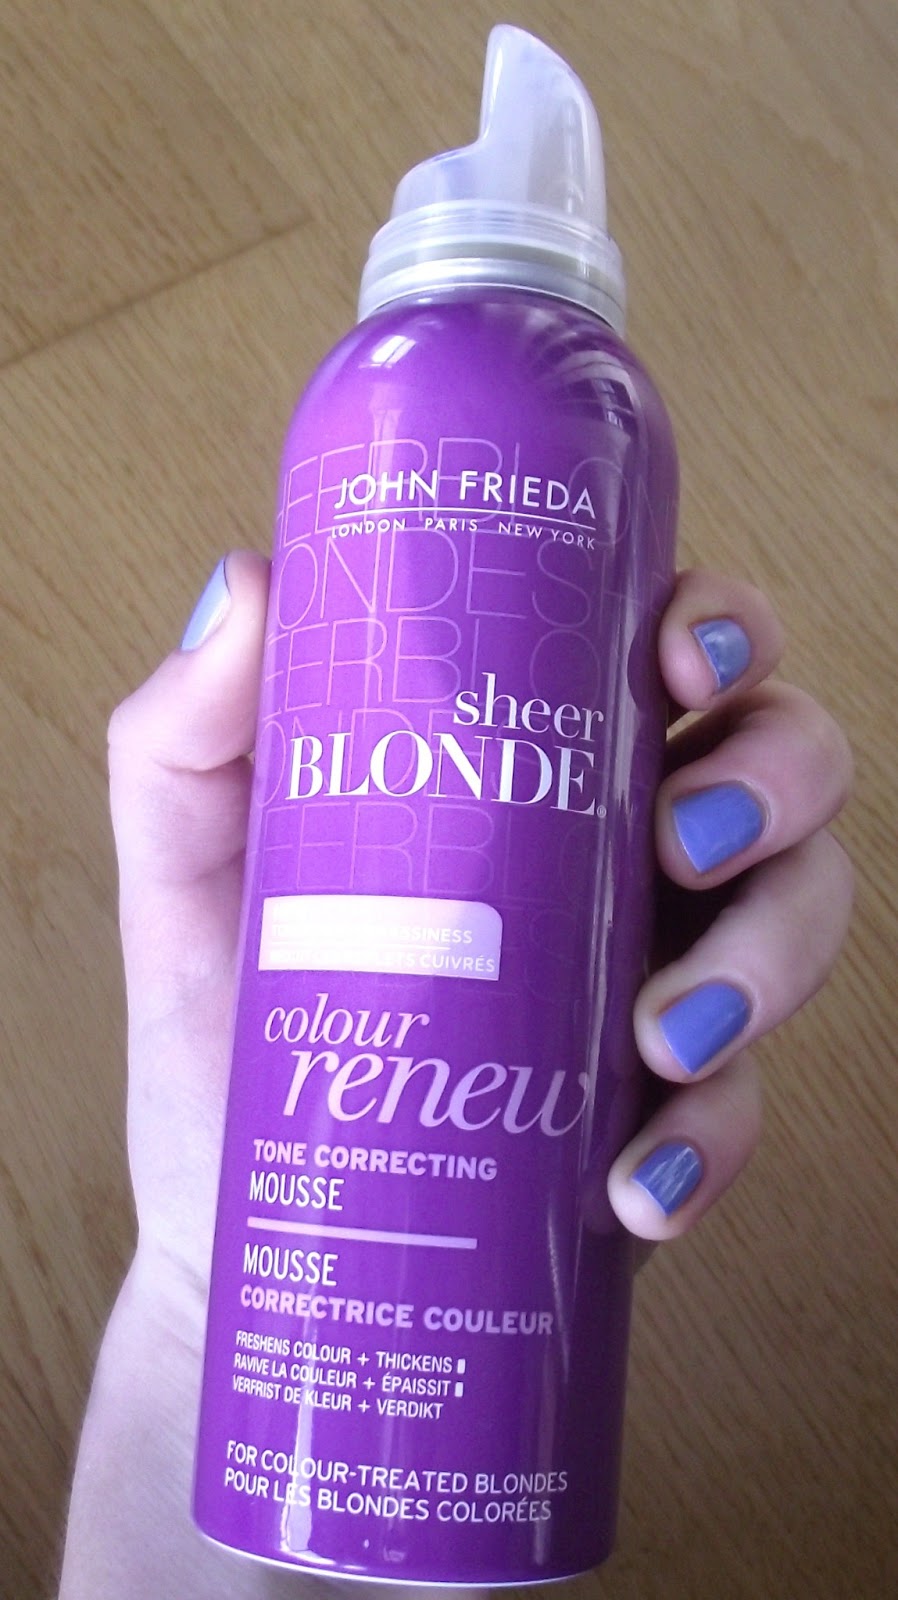 JOHN FRIEDA
LONDON PARIS NEW YORK
sheer
BLONDE®
CUIVRÉS
colour
renew
TONE CORRECTING
MOUSSE
MOUSSE
CORRECTRICE COULEUR
FRESHENS COLOUR + THICKENS
RAVIVE LA COULEUR + ÉPAISSIT
VERFRIST DE KLEUR + VERDIKT
FOR COLOUR-TREATED BLONDES
POUR LES BLONDES COLORÉES